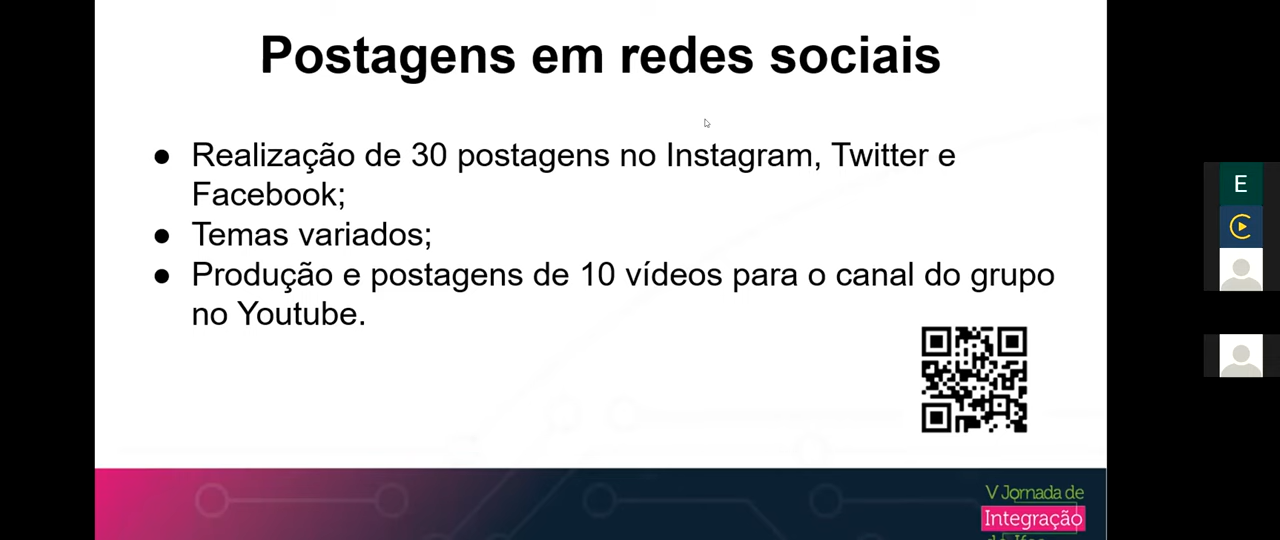 Postagens em redes sociais
● Realização de 30 postagens no Instagram, Twitter e
Facebook;
● Temas variados;
● Produção e postagens de 10 vídeos para o canal do grupo
no Youtube.
E
V Jornada de
Integração